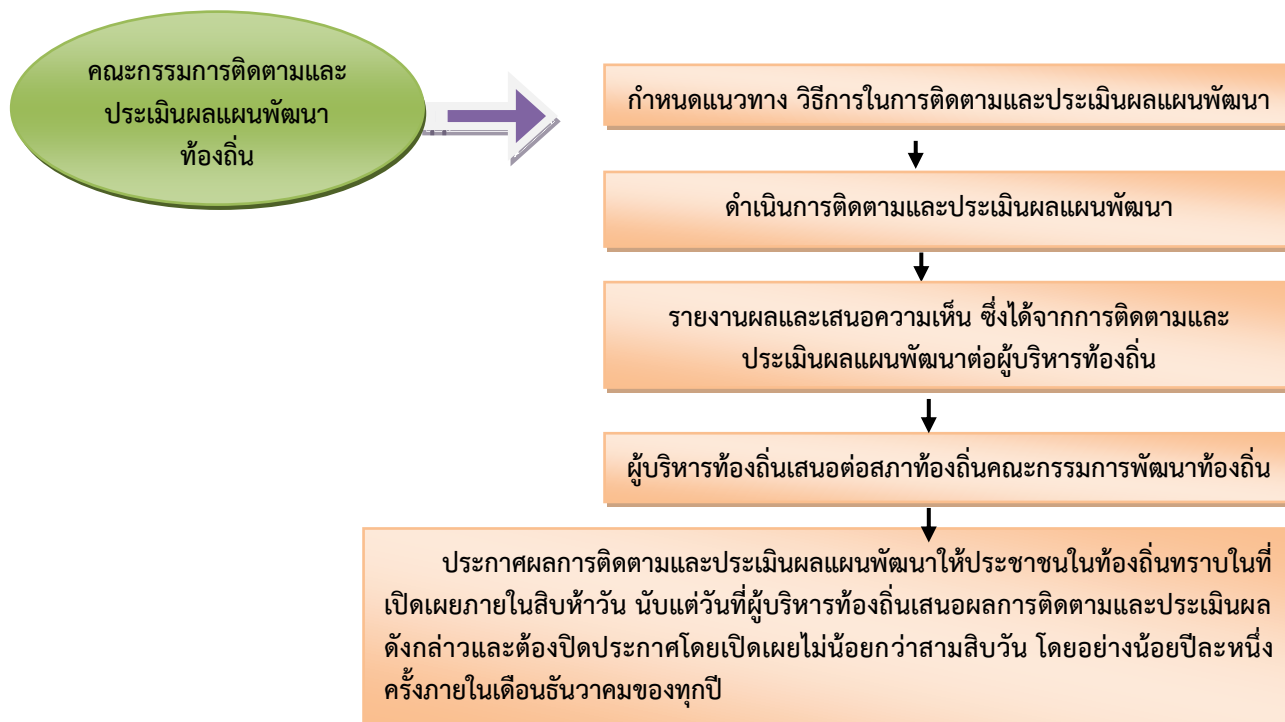 คณะกรรมการติดตามและ
ประเมินผลแผนพัฒนา
ท้องถิ่น
กำหนดแนวทาง วิธีการในการติดตามและประเมินผลแผนพัฒนา
ดำเนินการติดตามและประเมินผลแผนพัฒนา
รายงานผลและเสนอความเห็น ซึ่งได้จากการติดตามและ
ประเมินผลแผนพัฒนาต่อผู้บริหารท้องถิ่น
ผู้บริหารท้องถิ่นเสนอต่อสภาท้องถิ่นคณะกรรมการพัฒนาท้องถิ่น
ประกาศผลการติดตามและประเมินผลแผนพัฒนาให้ประชาชนในท้องถิ่นทราบในที่
เปิดเผยภายในสิบห้าวัน นับแต่วันที่ผู้บริหารท้องถิ่นเสนอผลการติดตามและประเมินผล
ดังกล่าวและต้องปิดประกาศโดยเปิดเผยไม่น้อยกว่าสามสิบวัน โดยอย่างน้อยปีละหนึ่ง
ครั้งภายในเดือนธันวาคมของทุกปี